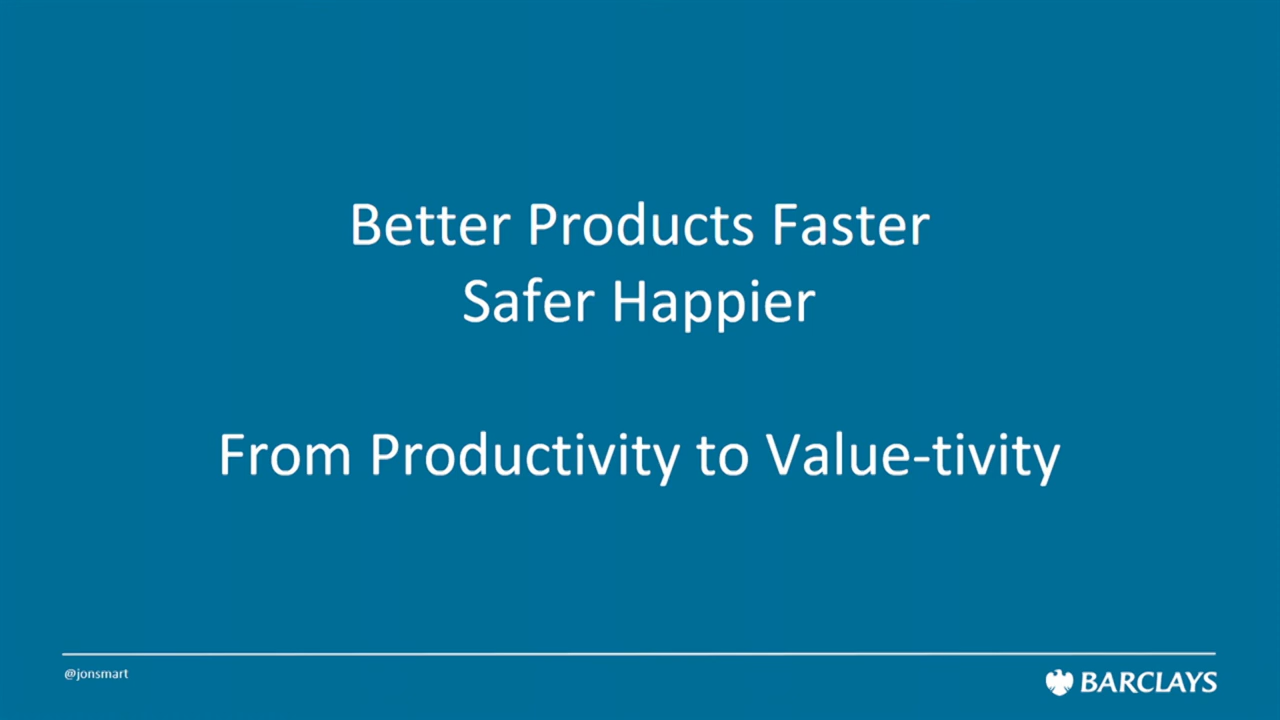 Better Products Faster
Safer Happier
From Productivity to Value-tivity
@jonsmart
BARCLAYS